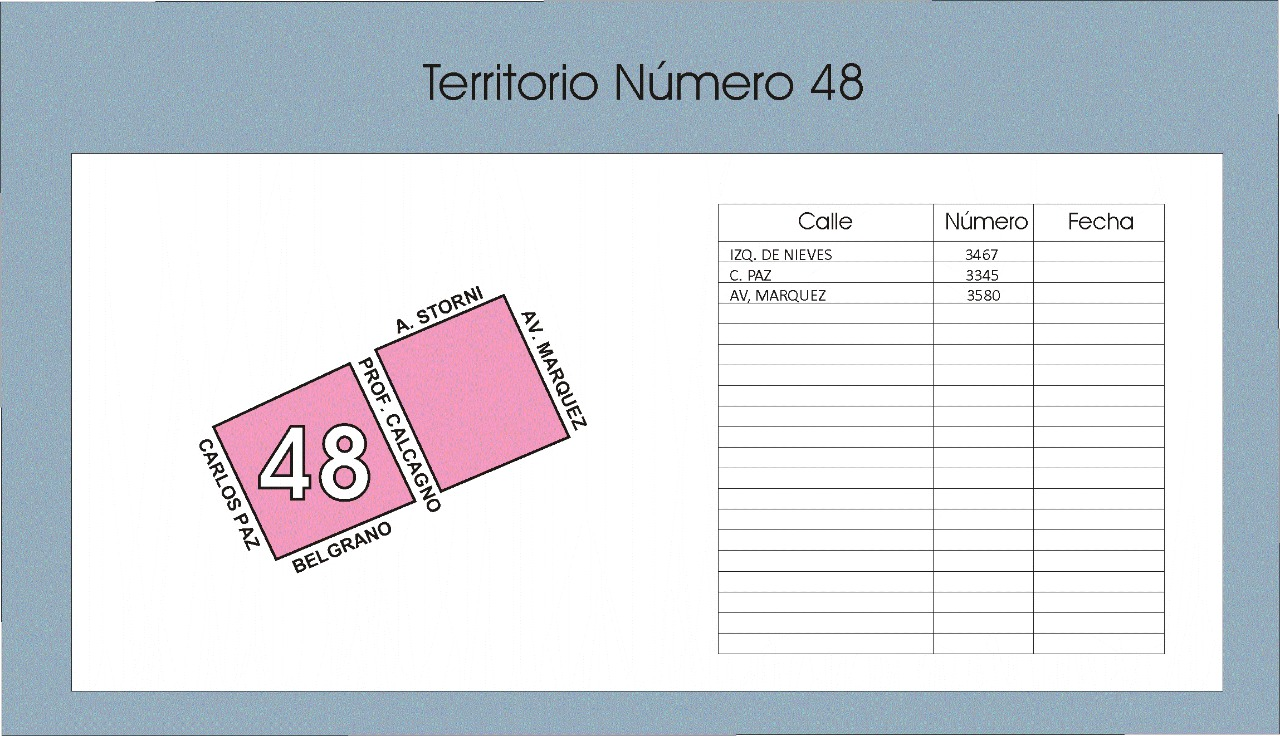 Territorio Número 48
A. STORNI
AV. MARQUEZ
PROF. CALCAGNO
48
CARLOS PAZ
BELGRANO
Calle Número Fecha
IZQ. DE NIEVES 3467
C. PAZ 3345
AV, MARQUEZ 3580